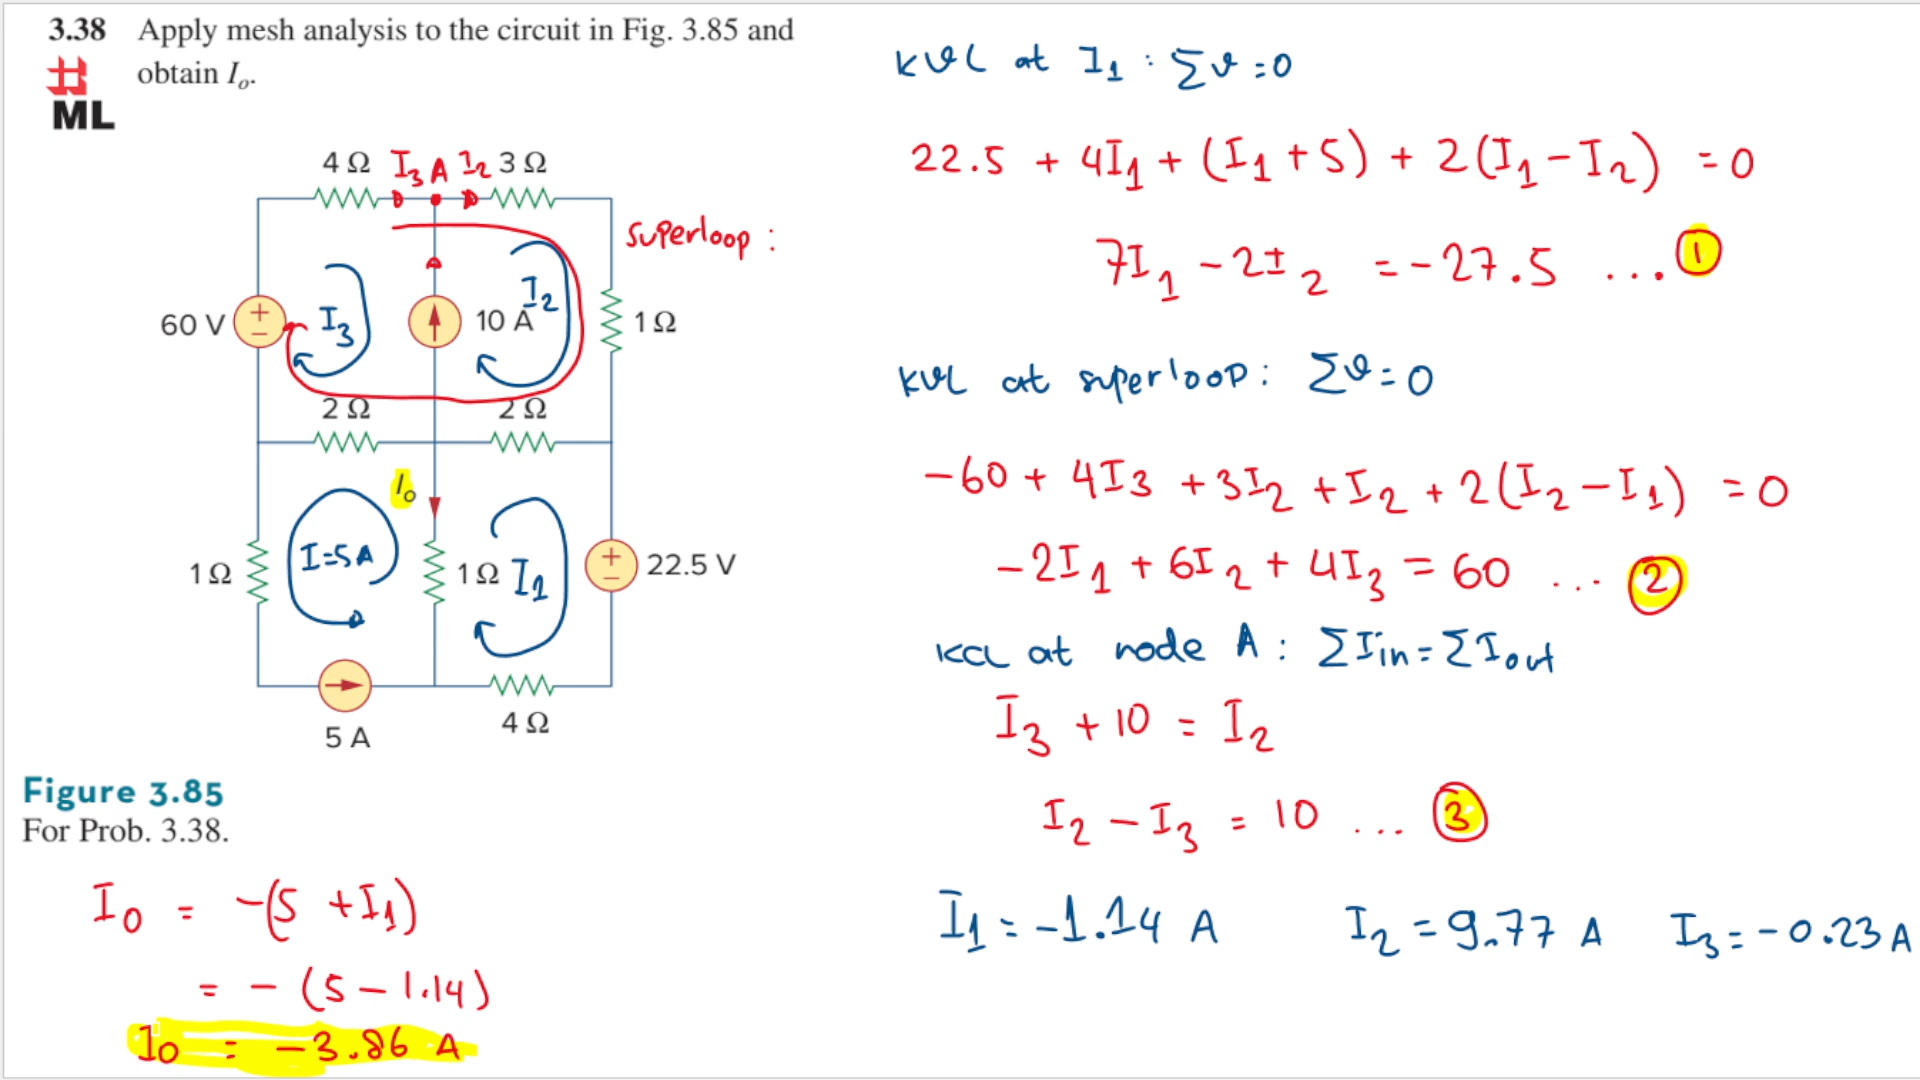 3.38 Apply mesh analysis to the circuit in Fig. 3.85 and
obtain Iₒ.
ML
4 Ω I₃ A I₂ 3 Ω
superloop :
60 V + − I₃ 10 A I₂ 1 Ω
2 Ω 2 Ω
Iₒ
1 Ω I=5A 1 Ω I₁ + − 22.5 V
5 A 4 Ω
Figure 3.85
For Prob. 3.38.
I₀ = -(5 + I₁)
= - (5 - 1.14)
I₀ = -3.86 A
KVL at I₁ : Σv = 0
22.5 + 4I₁ + (I₁ + 5) + 2(I₁ - I₂) = 0
7I₁ - 2I₂ = -27.5 ... ①
KVL at superloop : Σv = 0
-60 + 4I₃ + 3I₂ + I₂ + 2(I₂ - I₁) = 0
-2I₁ + 6I₂ + 4I₃ = 60 ... ②
KCL at node A : ΣIin = ΣIout
I₃ + 10 = I₂
I₂ - I₃ = 10 ... ③
I₁ = -1.14 A I₂ = 9.77 A I₃ = -0.23 A